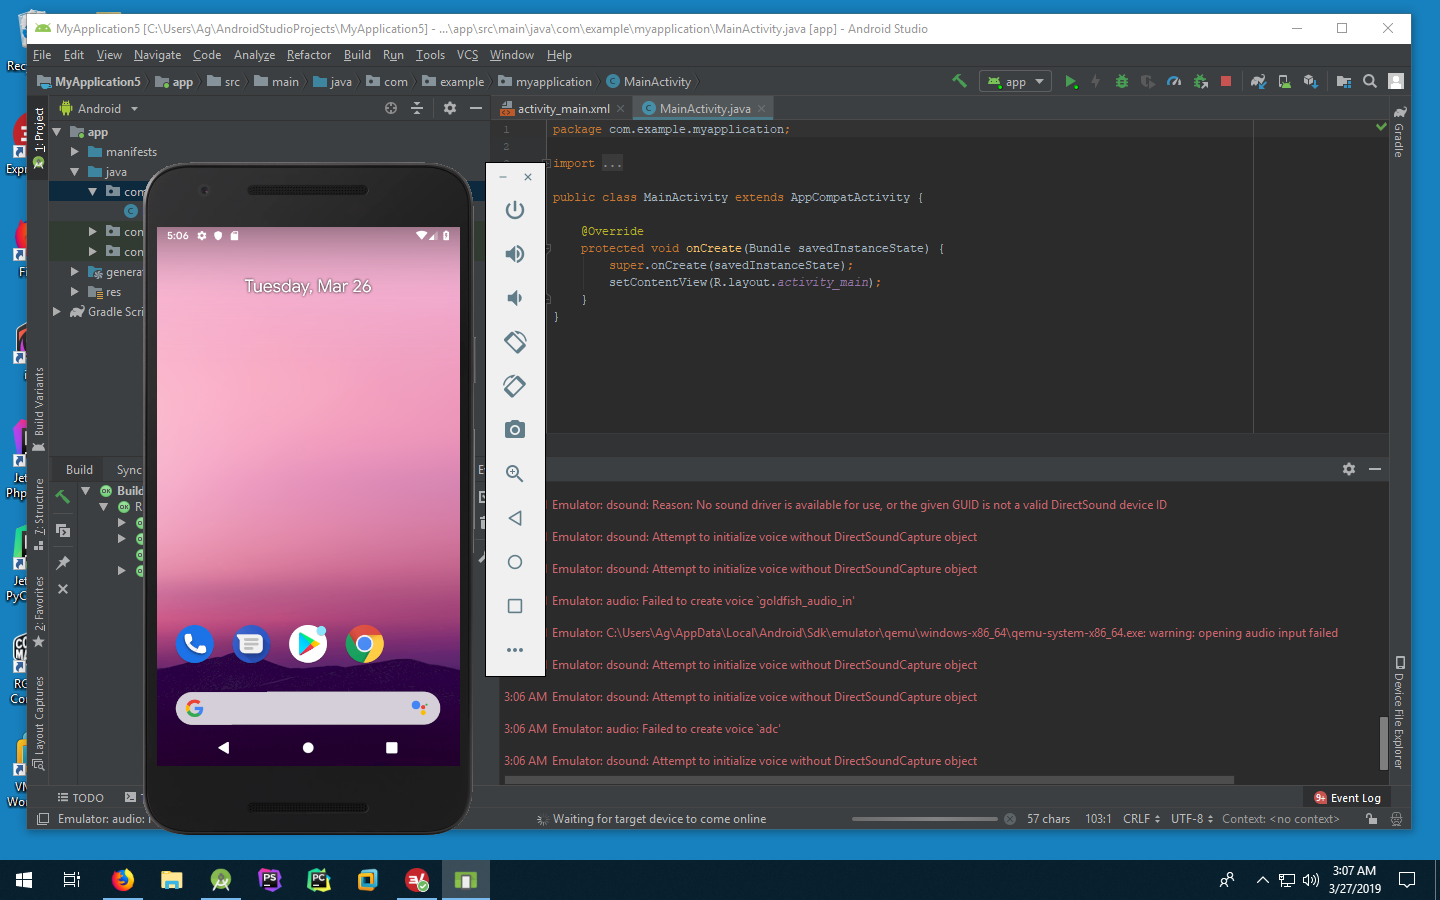 MyApplication5 [C:\Users\Ag\AndroidStudioProjects\MyApplication5] - ...\app\src\main\java\com\example\myapplication\MainActivity.java [app] - Android Studio
File Edit View Navigate Code Analyze Refactor Build Run Tools VCS Window Help
MyApplication5 app src main java com example myapplication MainActivity app
1: Project
Android
activity_main.xml
MainActivity.java
Gradle
app
manifests
java
com
com
com
generat
res
Gradle Scri
1
2
package com.example.myapplication;
import ...
public class MainActivity extends AppCompatActivity {
@Override
protected void onCreate(Bundle savedInstanceState) {
super.onCreate(savedInstanceState);
setContentView(R.layout.activity_main);
}
}
5:06
Tuesday, Mar 26
Build Variants
Z: Structure
2: Favorites
Layout Captures
Build Sync
Build
R
Emulator: dsound: Reason: No sound driver is available for use, or the given GUID is not a valid DirectSound device ID
Emulator: dsound: Attempt to initialize voice without DirectSoundCapture object
Emulator: dsound: Attempt to initialize voice without DirectSoundCapture object
Emulator: audio: Failed to create voice `goldfish_audio_in'
Emulator: C:\Users\Ag\AppData\Local\Android\Sdk\emulator\qemu\windows-x86_64\qemu-system-x86_64.exe: warning: opening audio input failed
Emulator: dsound: Attempt to initialize voice without DirectSoundCapture object
3:06 AM Emulator: dsound: Attempt to initialize voice without DirectSoundCapture object
3:06 AM Emulator: audio: Failed to create voice `adc'
3:06 AM Emulator: dsound: Attempt to initialize voice without DirectSoundCapture object
Device File Explorer
TODO
9+ Event Log
Emulator: audio:
Waiting for target device to come online
57 chars 103:1 CRLF UTF-8 Context: <no context>
3:07 AM
3/27/2019